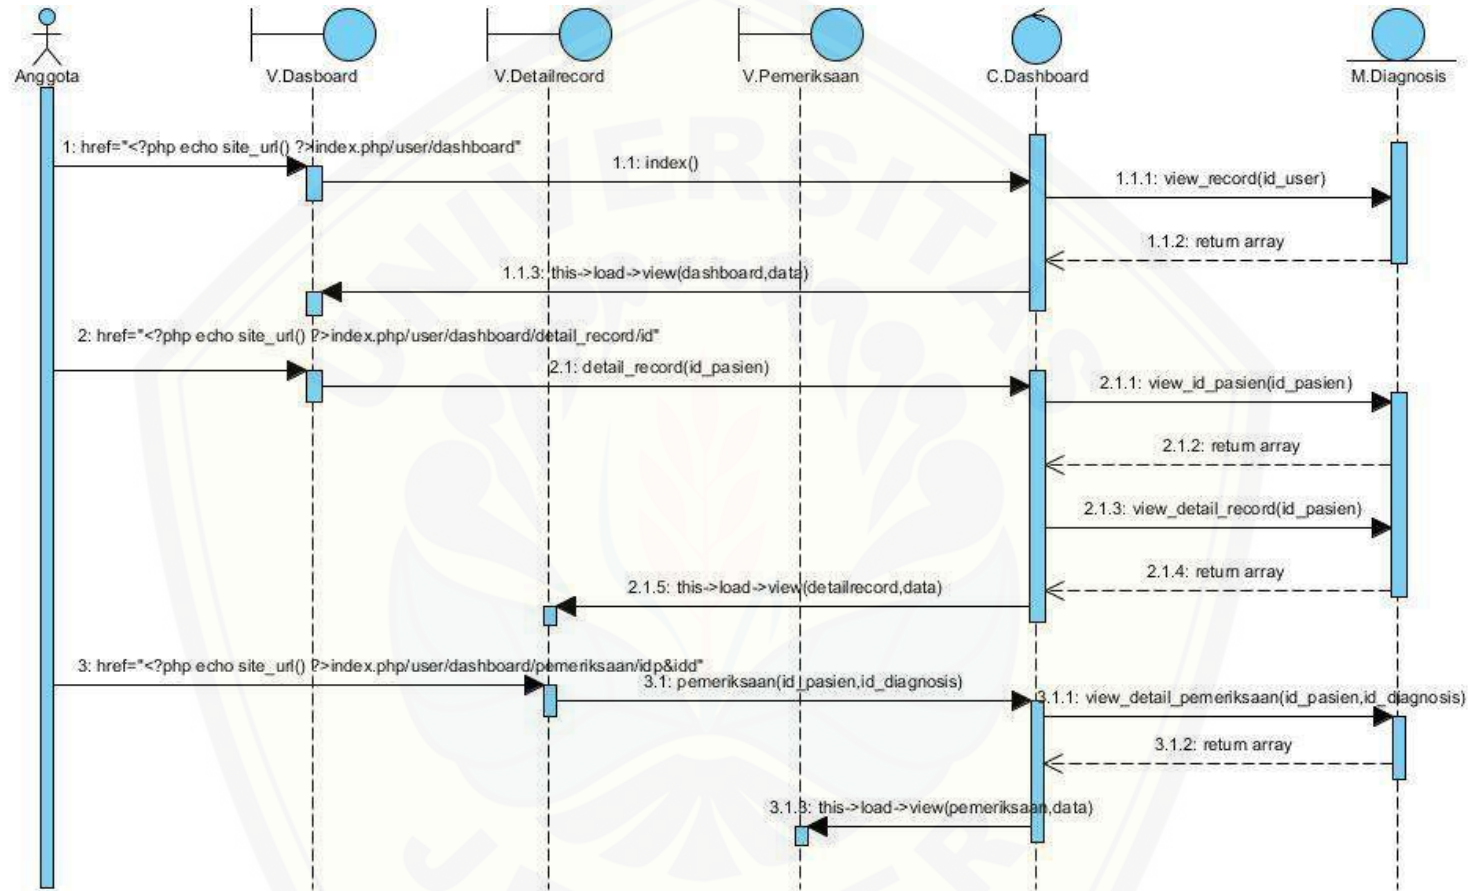 Anggota
V.Dasboard
V.Detailrecord
V.Pemeriksaan
C.Dashboard
M.Diagnosis
1: href="<?php echo site_url() ?>index.php/user/dashboard"
1.1: index()
1.1.1: view_record(id_user)
1.1.2: return array
1.1.3: this->load->view(dashboard,data)
2: href="<?php echo site_url() ?>index.php/user/dashboard/detail_record/id"
2.1: detail_record(id_pasien)
2.1.1: view_id_pasien(id_pasien)
2.1.2: return array
2.1.3: view_detail_record(id_pasien)
2.1.4: return array
2.1.5: this->load->view(detailrecord,data)
3: href="<?php echo site_url() ?>index.php/user/dashboard/pemeriksaan/idp&idd"
3.1: pemeriksaan(id_pasien,id_diagnosis)
3.1.1: view_detail_pemeriksaan(id_pasien,id_diagnosis)
3.1.2: return array
3.1.3: this->load->view(pemeriksaan,data)
UNIVERSITAS